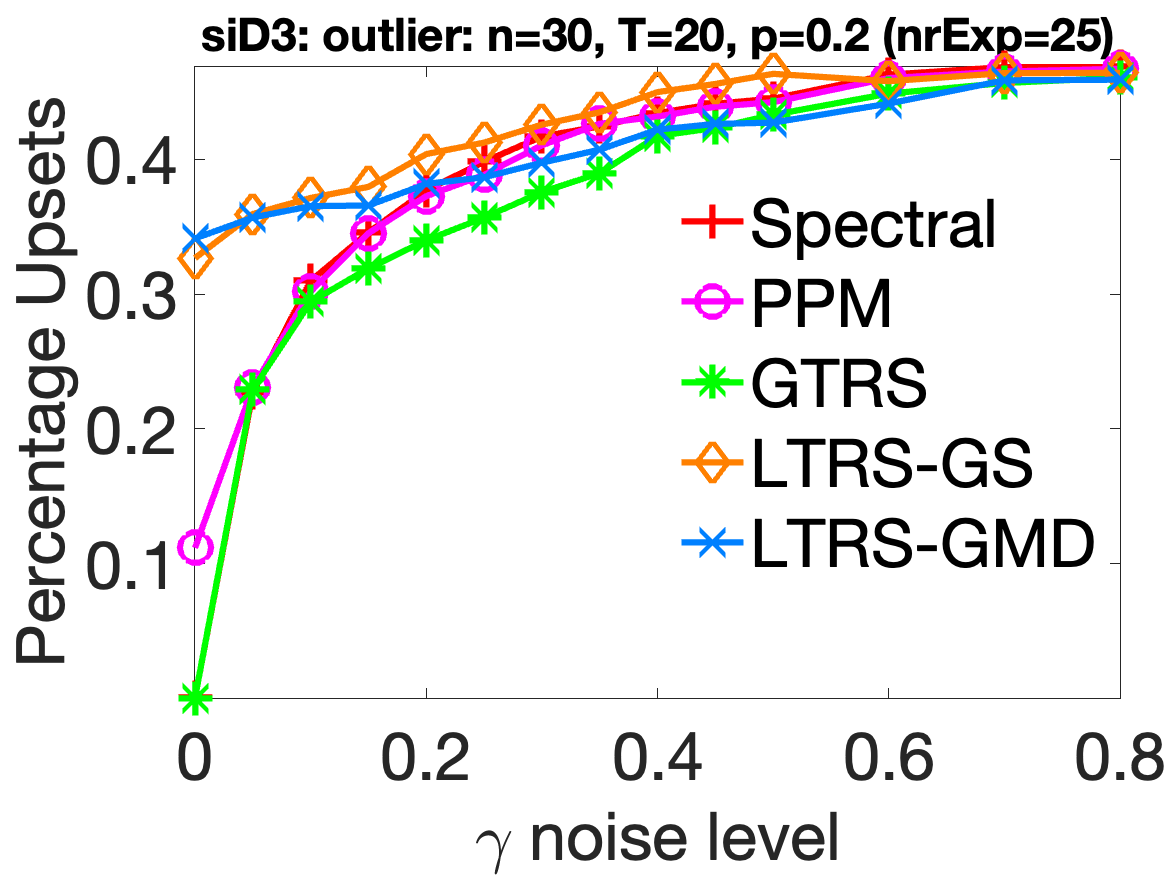 siD3: outlier: n=30, T=20, p=0.2 (nrExp=25)
Percentage Upsets
0.4
0.3
0.2
0.1
Spectral
PPM
GTRS
LTRS-GS
LTRS-GMD
0 0.2 0.4 0.6 0.8
γ noise level